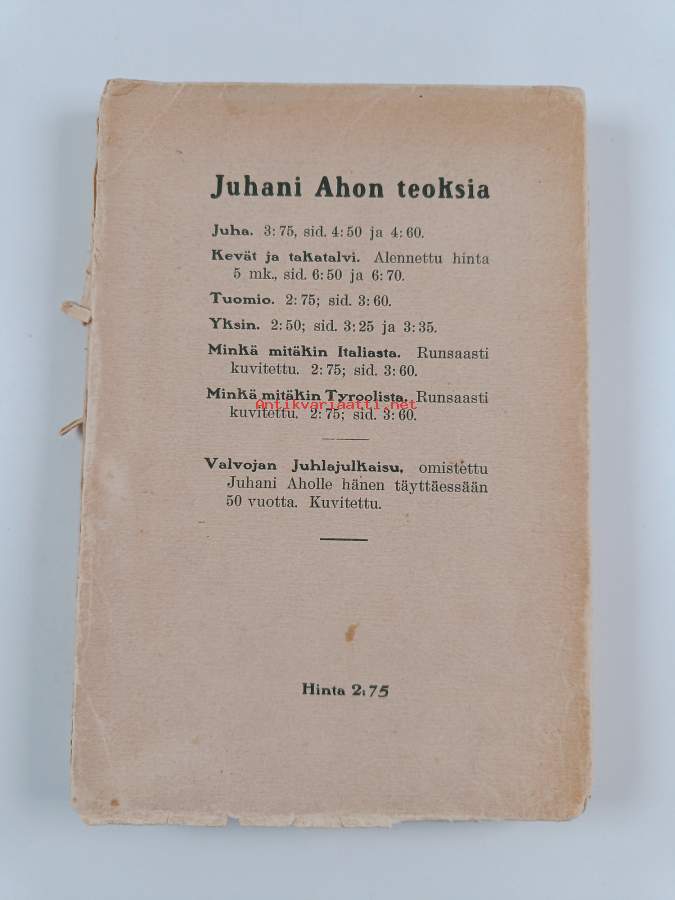 Juhani Ahon teoksia
Juha. 3: 75, sid. 4: 50 ja 4: 60.
Kevät ja takatalvi. Alennettu hinta
5 mk., sid. 6: 50 ja 6: 70.
Tuomio. 2: 75; sid. 3: 60.
Yksin. 2: 50; sid. 3: 25 ja 3: 35.
Minkä mitäkin Italiasta. Runsaasti
kuvitettu. 2: 75; sid. 3: 60.
Minkä mitäkin Tyroolista. Runsaasti
Antikvariaatti.net
kuvitettu. 2: 75; sid. 3: 60.
Valvojan Juhlajulkaisu, omistettu
Juhani Aholle hänen täyttäessään
50 vuotta. Kuvitettu.
Hinta 2: 75